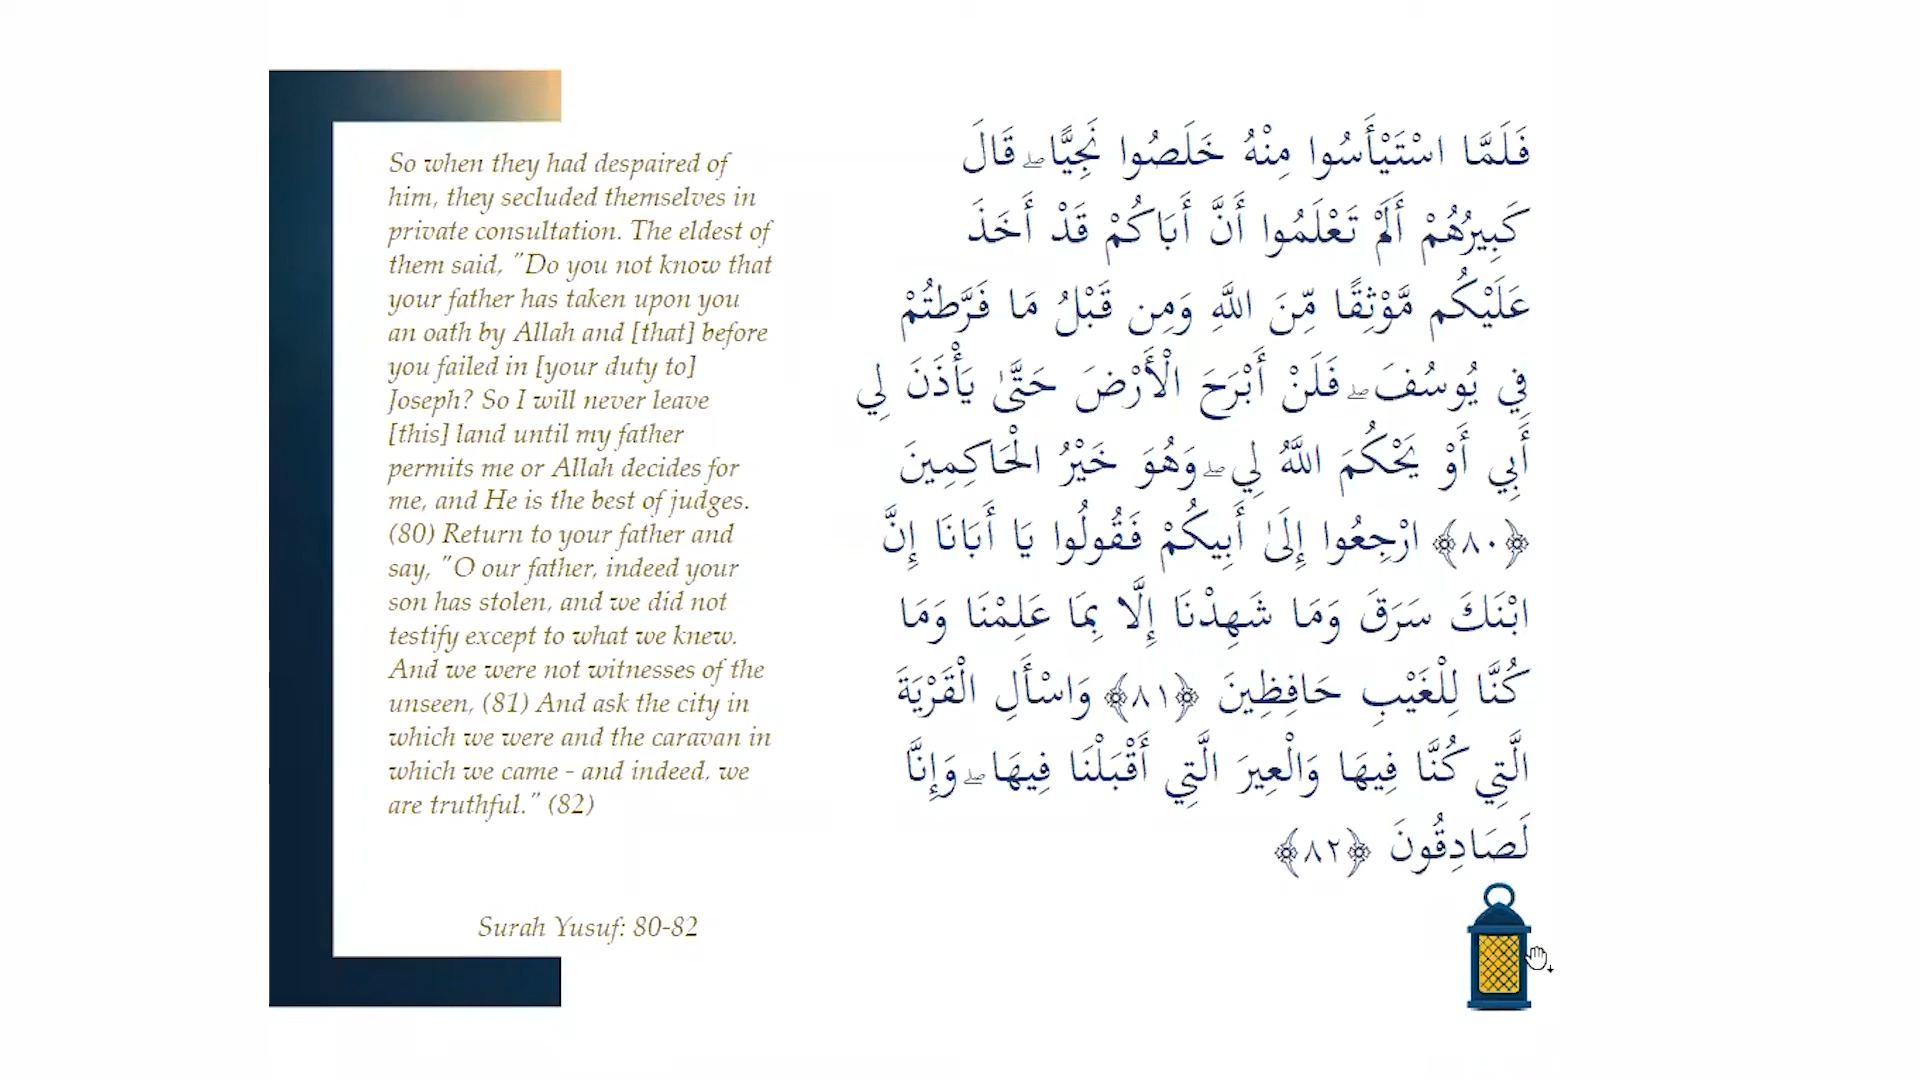 So when they had despaired of
him, they secluded themselves in
private consultation. The eldest of
them said, "Do you not know that
your father has taken upon you
an oath by Allah and [that] before
you failed in [your duty to]
Joseph? So I will never leave
[this] land until my father
permits me or Allah decides for
me, and He is the best of judges.
(80) Return to your father and
say, "O our father, indeed your
son has stolen, and we did not
testify except to what we knew.
And we were not witnesses of the
unseen, (81) And ask the city in
which we were and the caravan in
which we came - and indeed, we
are truthful." (82)
Surah Yusuf: 80-82
فَلَمَّا اسْتَيْأَسُوا مِنْهُ خَلَصُوا نَجِيًّا ۖ قَالَ
كَبِيرُهُمْ أَلَمْ تَعْلَمُوا أَنَّ أَبَاكُمْ قَدْ أَخَذَ
عَلَيْكُم مَّوْثِقًا مِّنَ اللَّهِ وَمِن قَبْلُ مَا فَرَّطتُمْ
فِي يُوسُفَ ۖ فَلَنْ أَبْرَحَ الْأَرْضَ حَتَّىٰ يَأْذَنَ لِي
أَبِي أَوْ يَحْكُمَ اللَّهُ لِي ۖ وَهُوَ خَيْرُ الْحَاكِمِينَ
﴿٨٠﴾ ارْجِعُوا إِلَىٰ أَبِيكُمْ فَقُولُوا يَا أَبَانَا إِنَّ
ابْنَكَ سَرَقَ وَمَا شَهِدْنَا إِلَّا بِمَا عَلِمْنَا وَمَا
كُنَّا لِلْغَيْبِ حَافِظِينَ ﴿٨١﴾ وَاسْأَلِ الْقَرْيَةَ
الَّتِي كُنَّا فِيهَا وَالْعِيرَ الَّتِي أَقْبَلْنَا فِيهَا ۖ وَإِنَّا
لَصَادِقُونَ ﴿٨٢﴾